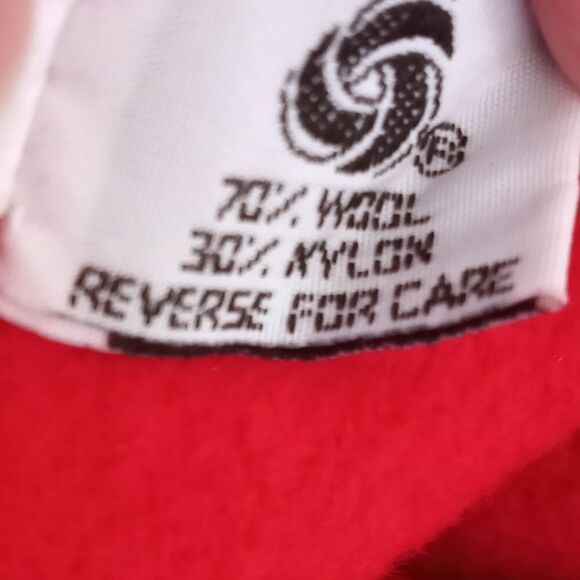 ®
70% WOOL
30% NYLON
REVERSE FOR CARE